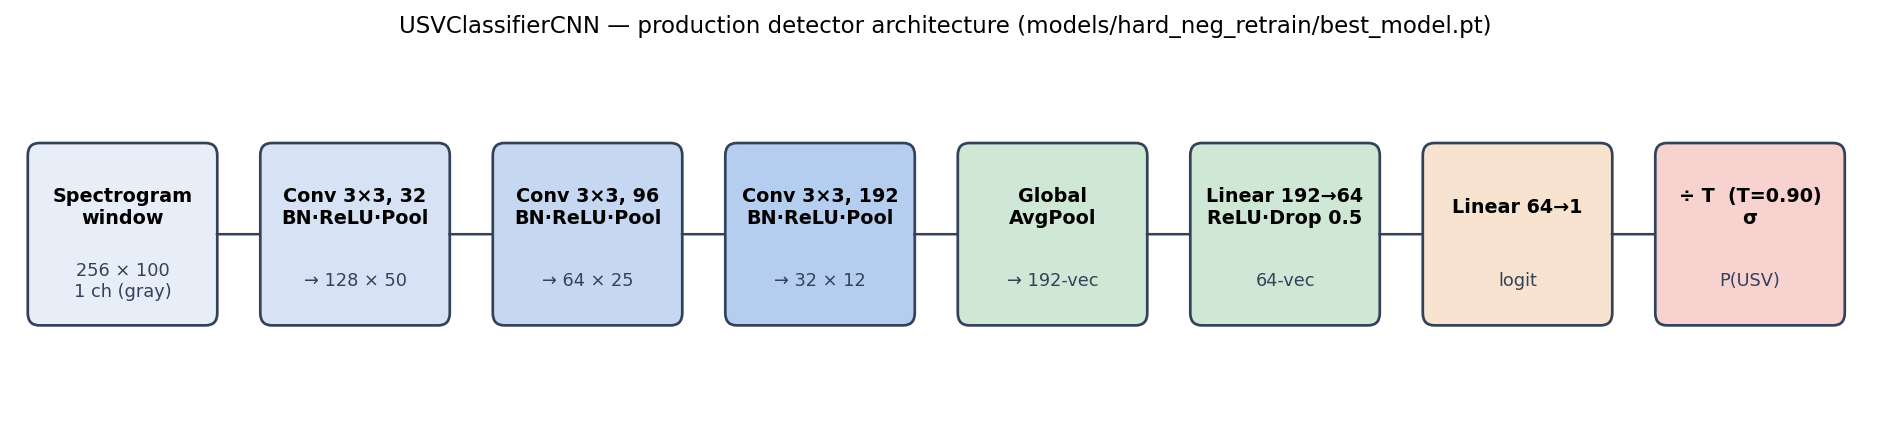 USVClassifierCNN — production detector architecture (models/hard_neg_retrain/best_model.pt)
Spectrogram
window
256 × 100
1 ch (gray)
Conv 3×3, 32
BN·ReLU·Pool
→ 128 × 50
Conv 3×3, 96
BN·ReLU·Pool
→ 64 × 25
Conv 3×3, 192
BN·ReLU·Pool
→ 32 × 12
Global
AvgPool
→ 192-vec
Linear 192→64
ReLU·Drop 0.5
64-vec
Linear 64→1
logit
÷ T (T=0.90)
σ
P(USV)